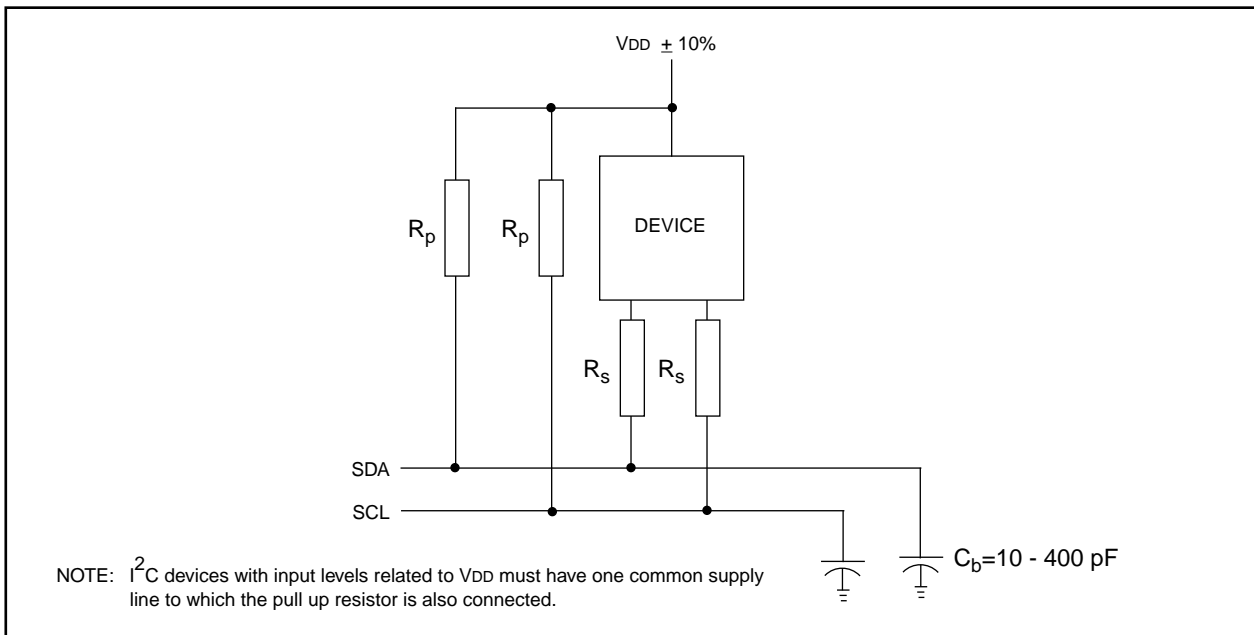 VDD ± 10%
DEVICE
Rp
Rp
Rs
Rs
SDA
SCL
Cb=10 - 400 pF
NOTE: I2C devices with input levels related to VDD must have one common supply
line to which the pull up resistor is also connected.